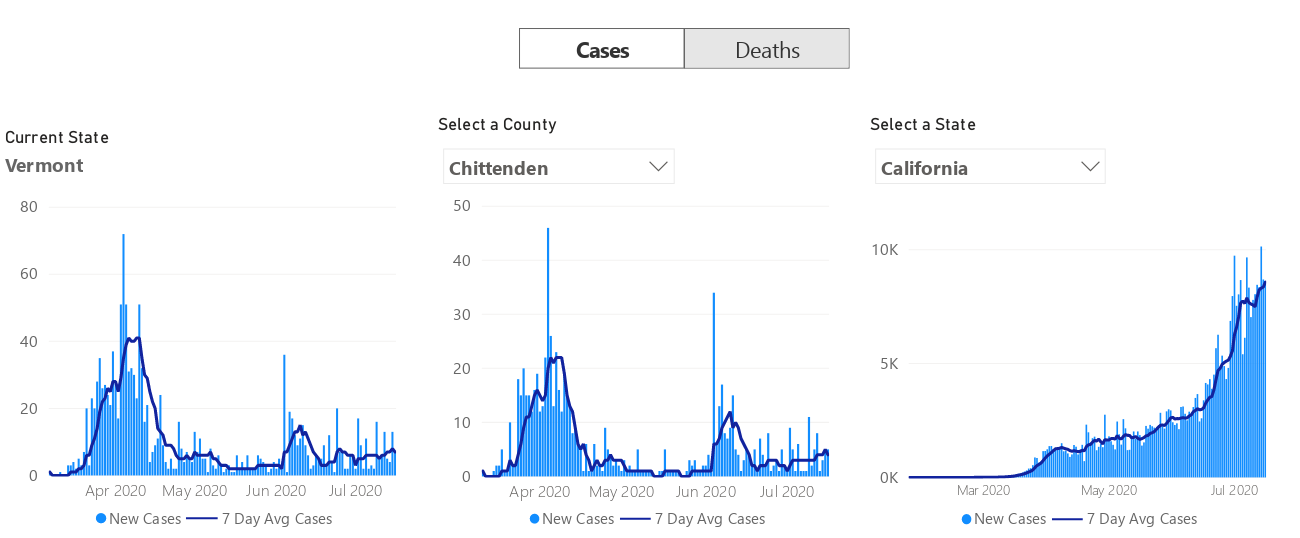 Cases
Deaths
Current State
Vermont
80
60
40
20
0
Apr 2020
May 2020
Jun 2020
Jul 2020
New Cases
7 Day Avg Cases
Select a County
Chittenden
50
40
30
20
10
0
Apr 2020
May 2020
Jun 2020
Jul 2020
New Cases
7 Day Avg Cases
Select a State
California
10K
5K
0K
Mar 2020
May 2020
Jul 2020
New Cases
7 Day Avg Cases